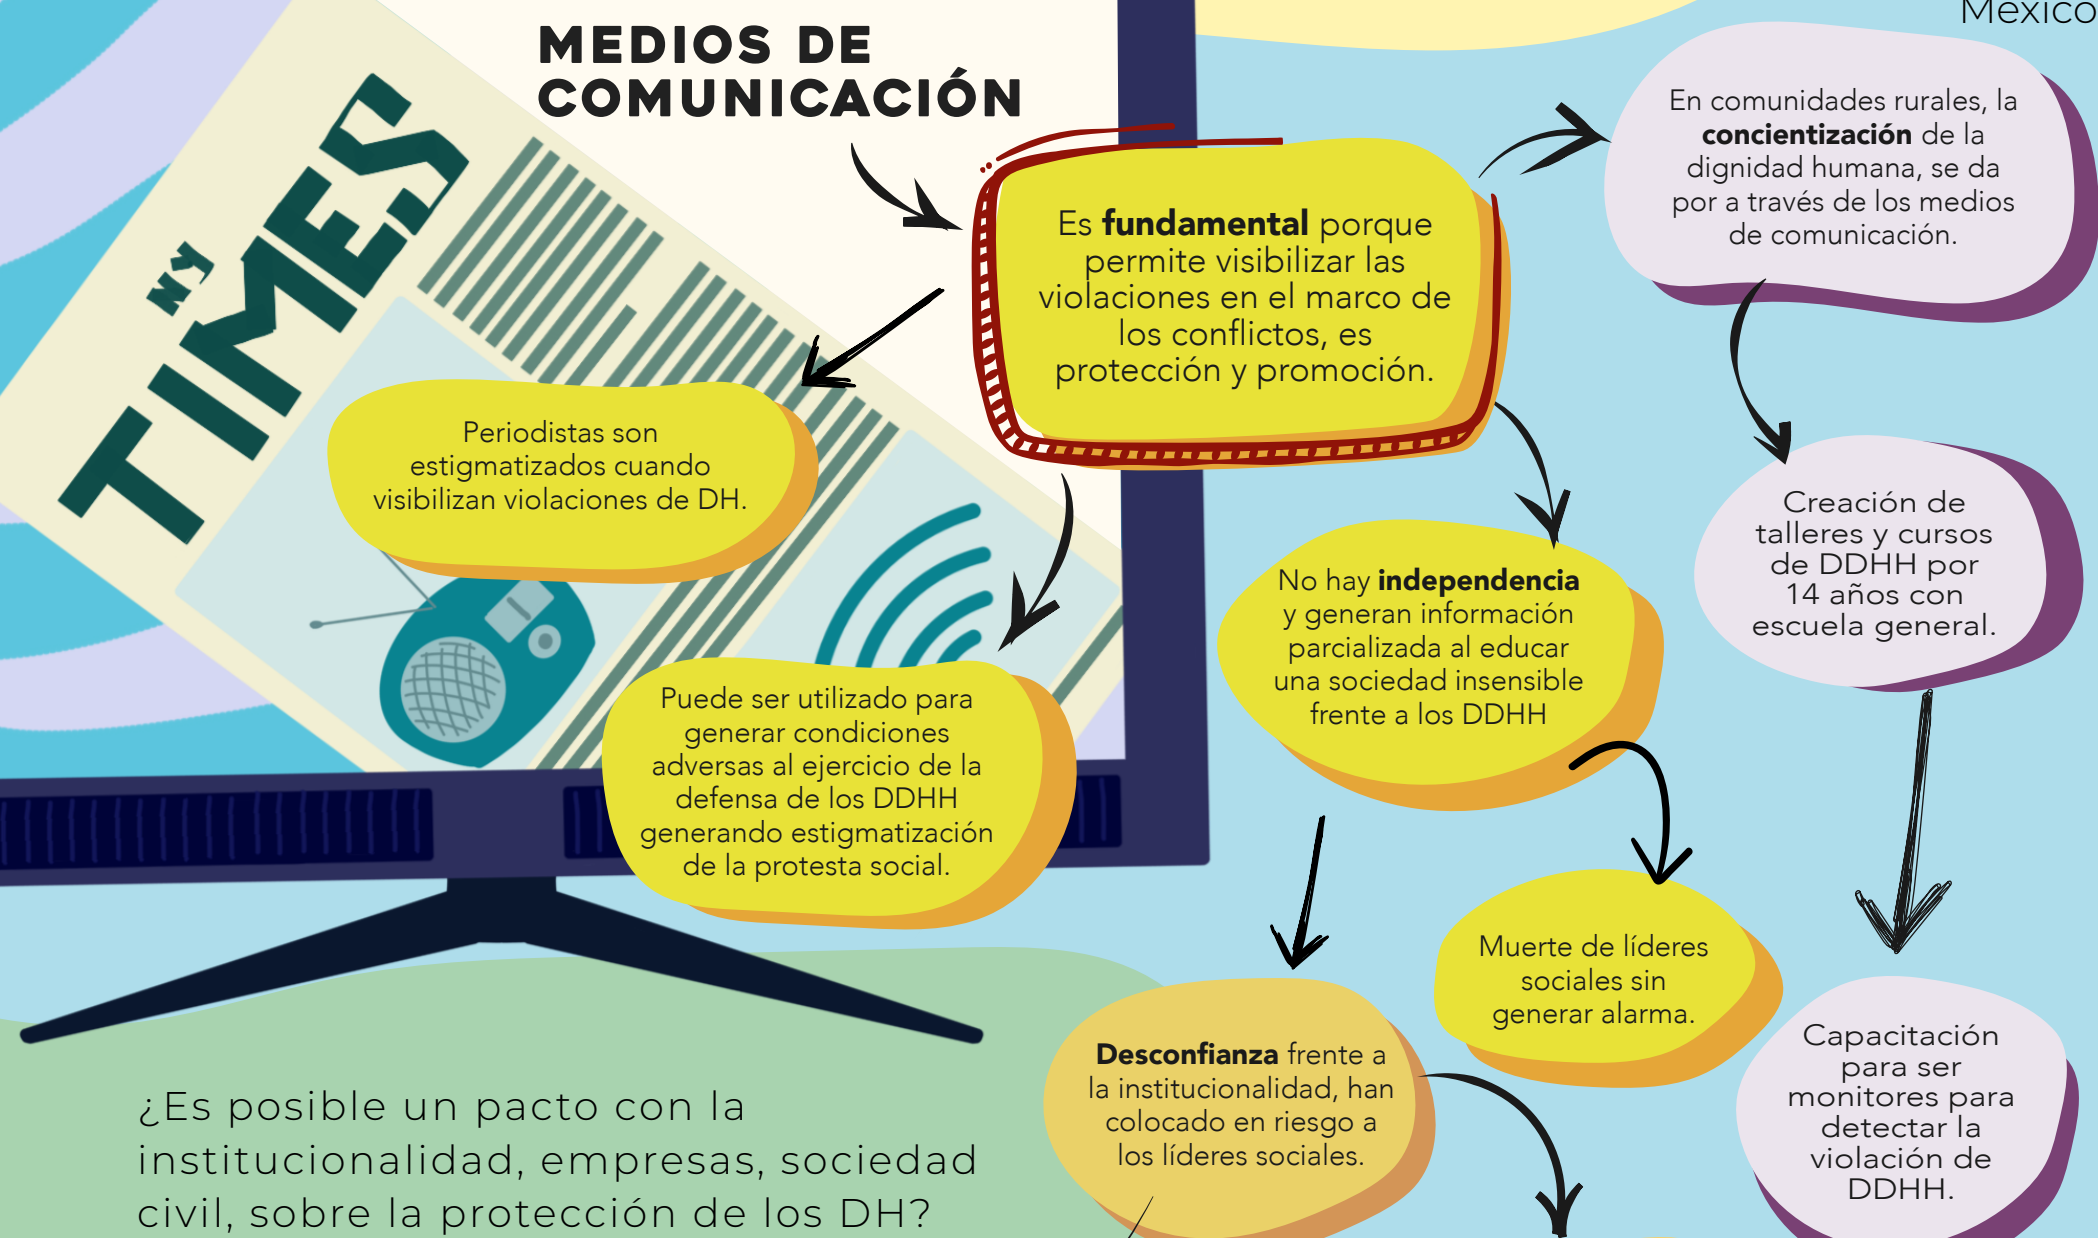 México
MEDIOS DE
COMUNICACIÓN
NY
TIMES
Es fundamental porque
permite visibilizar las
violaciones en el marco de
los conflictos, es
protección y promoción.
En comunidades rurales, la
concientización de la
dignidad humana, se da
por a través de los medios
de comunicación.
Periodistas son
estigmatizados cuando
visibilizan violaciones de DH.
Creación de
talleres y cursos
de DDHH por
14 años con
escuela general.
No hay independencia
y generan información
parcializada al educar
una sociedad insensible
frente a los DDHH
Puede ser utilizado para
generar condiciones
adversas al ejercicio de la
defensa de los DDHH
generando estigmatización
de la protesta social.
Muerte de líderes
sociales sin
generar alarma.
Desconfianza frente a
la institucionalidad, han
colocado en riesgo a
los líderes sociales.
Capacitación
para ser
monitores para
detectar la
violación de
DDHH.
¿Es posible un pacto con la
institucionalidad, empresas, sociedad
civil, sobre la protección de los DH?